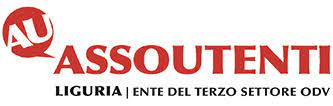 AU
ASSOUTENTI
LIGURIA | ENTE DEL TERZO SETTORE ODV